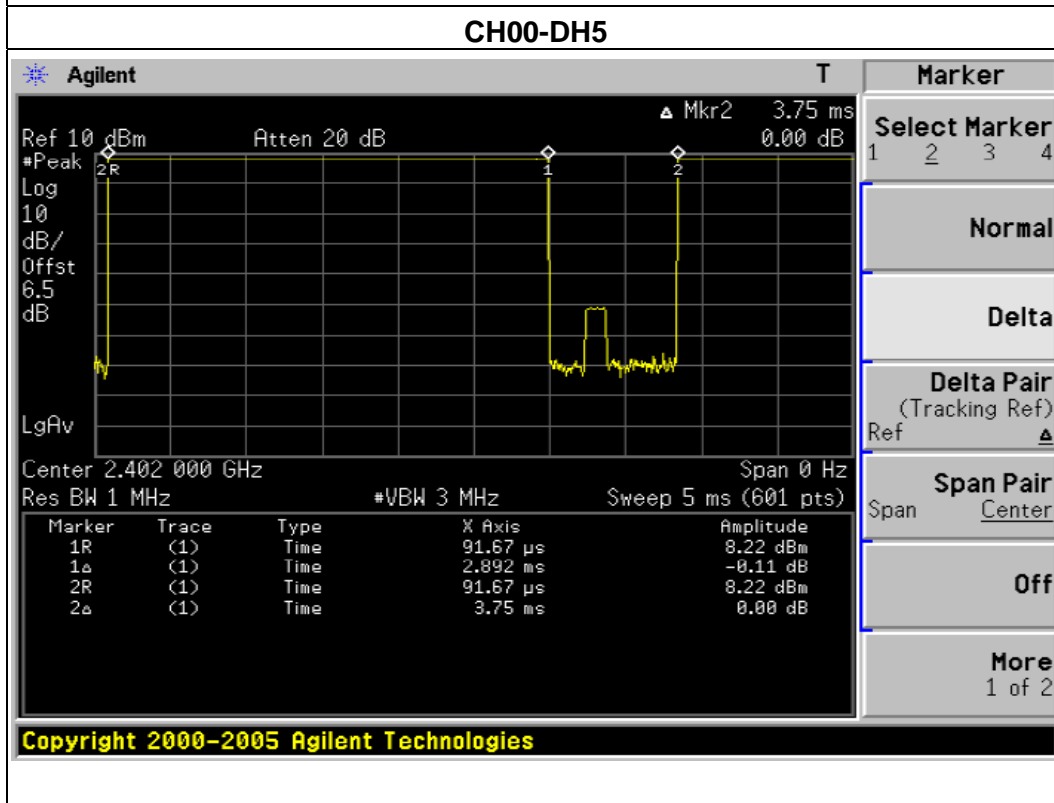 CH00-DH5
Agilent T Marker
Δ Mkr2 3.75 ms
Ref 10 dBm Atten 20 dB 0.00 dB
#Peak
Log
10
dB/
Offst
6.5
dB
LgAv
2R 1 2
Center 2.402 000 GHz Span 0 Hz
Res BW 1 MHz #VBW 3 MHz Sweep 5 ms (601 pts)
Marker Trace Type X Axis Amplitude
1R (1) Time 91.67 µs 8.22 dBm
1Δ (1) Time 2.892 ms -0.11 dB
2R (1) Time 91.67 µs 8.22 dBm
2Δ (1) Time 3.75 ms 0.00 dB
Select Marker
1 2 3 4
Normal
Delta
Delta Pair
(Tracking Ref)
Ref Δ
Span Pair
Span Center
Off
More
1 of 2
Copyright 2000-2005 Agilent Technologies